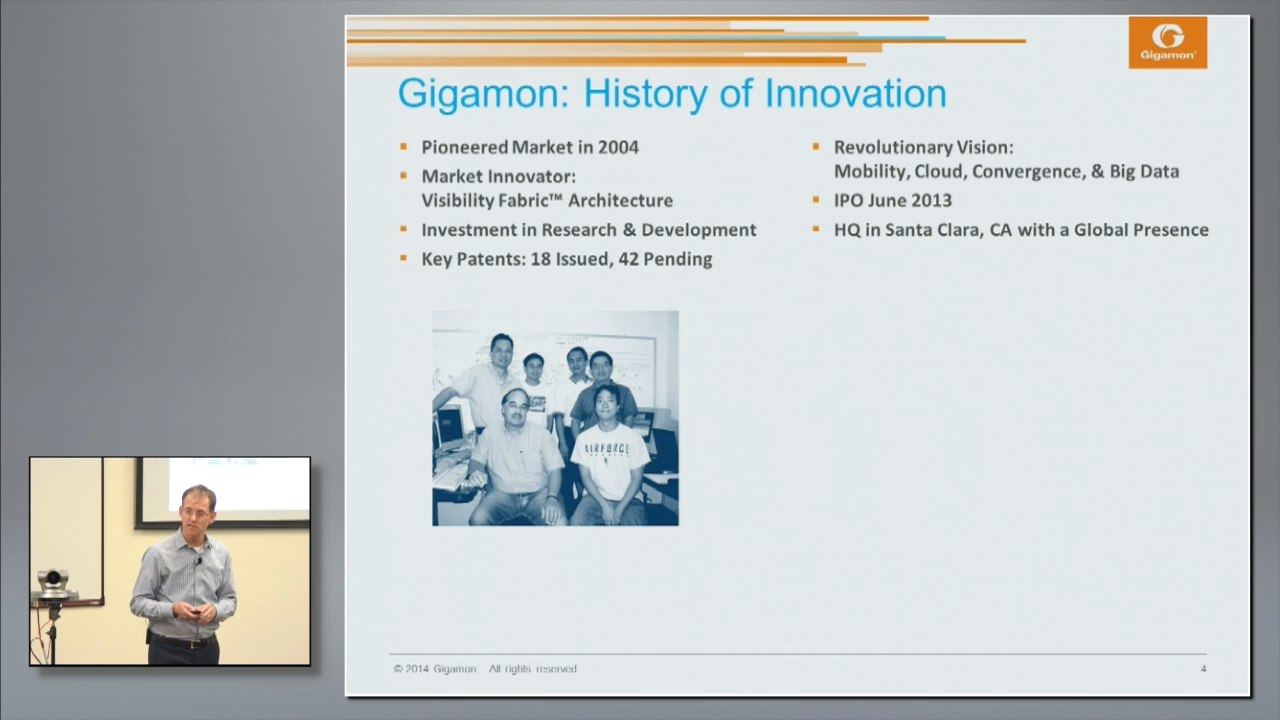 Gigamon®
Gigamon: History of Innovation
Pioneered Market in 2004
Market Innovator:
Visibility Fabric™ Architecture
Investment in Research & Development
Key Patents: 18 Issued, 42 Pending
Revolutionary Vision:
Mobility, Cloud, Convergence, & Big Data
IPO June 2013
HQ in Santa Clara, CA with a Global Presence
AIRFORCE
© 2014 Gigamon All rights reserved
4